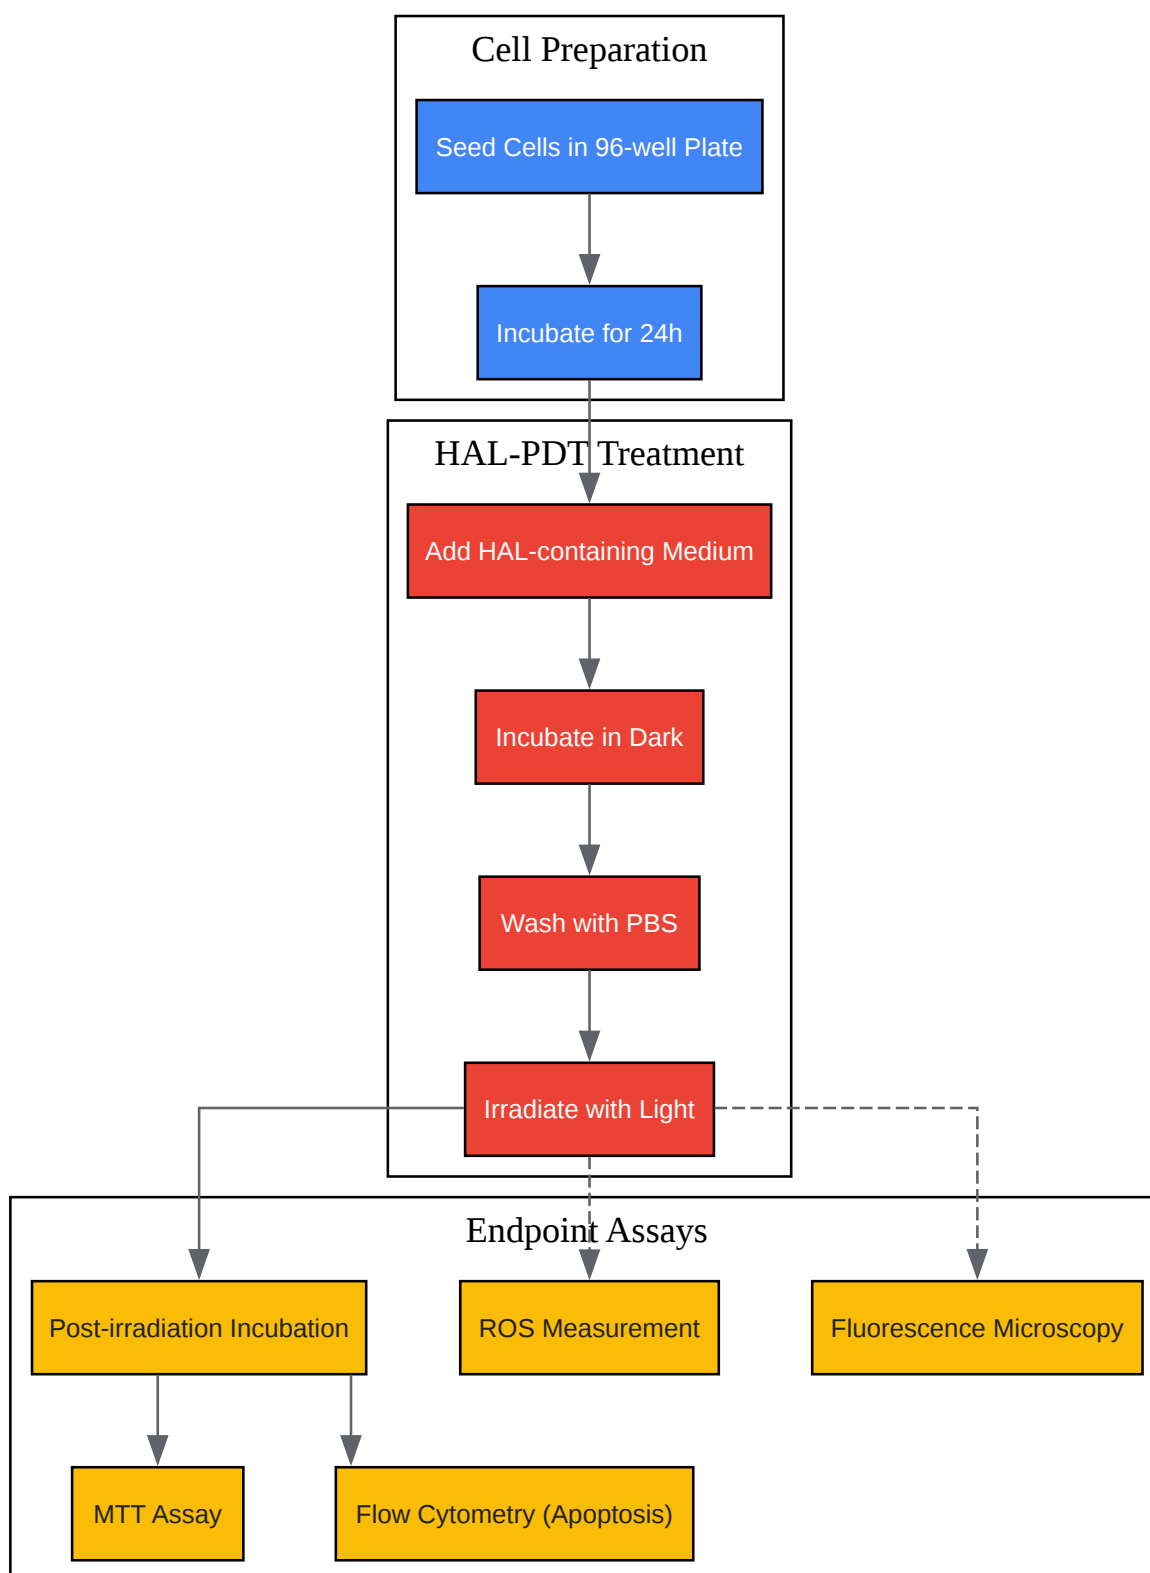 Cell Preparation
Seed Cells in 96-well Plate
Incubate for 24h
HAL-PDT Treatment
Add HAL-containing Medium
Incubate in Dark
Wash with PBS
Irradiate with Light
Endpoint Assays
Post-irradiation Incubation
ROS Measurement
Fluorescence Microscopy
MTT Assay
Flow Cytometry (Apoptosis)